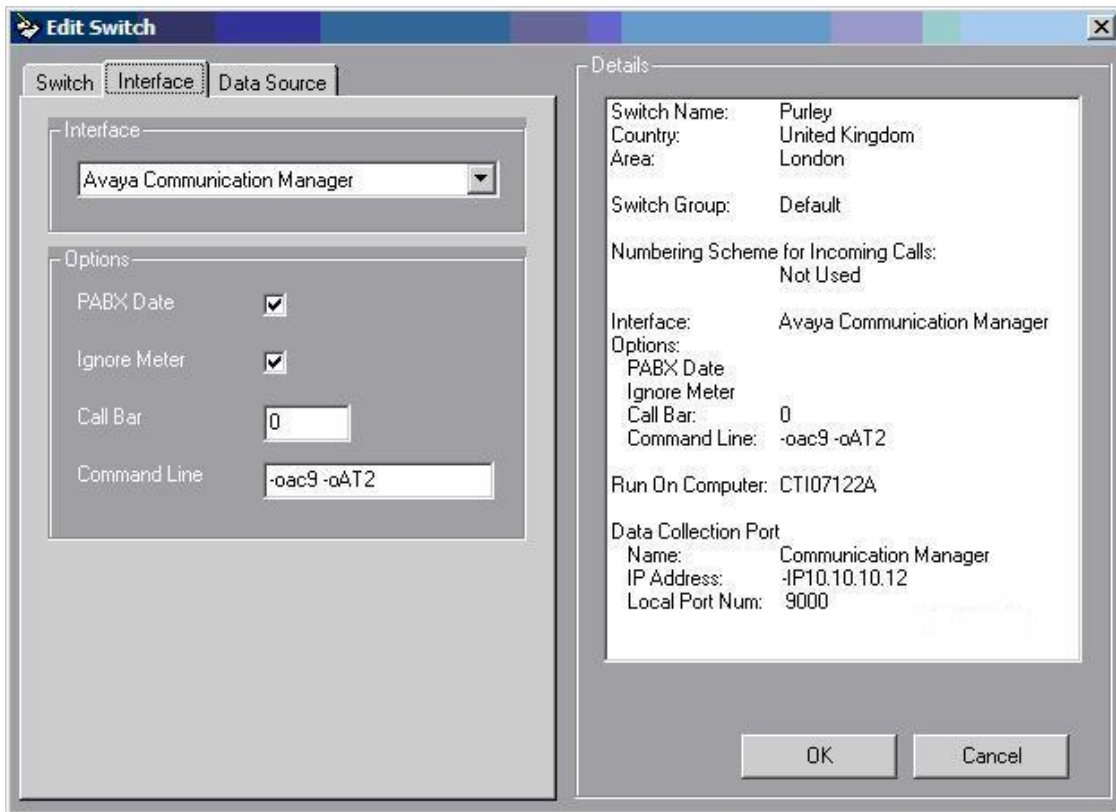 Edit Switch
Switch
Interface
Data Source
Interface
Avaya Communication Manager
Options
PABX Date
Ignore Meter
Call Bar
0
Command Line
-oac9 -oAT2
Details
Switch Name: Purley
Country: United Kingdom
Area: London
Switch Group: Default
Numbering Scheme for Incoming Calls:
Not Used
Interface: Avaya Communication Manager
Options:
PABX Date
Ignore Meter
Call Bar: 0
Command Line: -oac9 -oAT2
Run On Computer: CTI07122A
Data Collection Port
Name: Communication Manager
IP Address: -IP10.10.10.12
Local Port Num: 9000
OK
Cancel